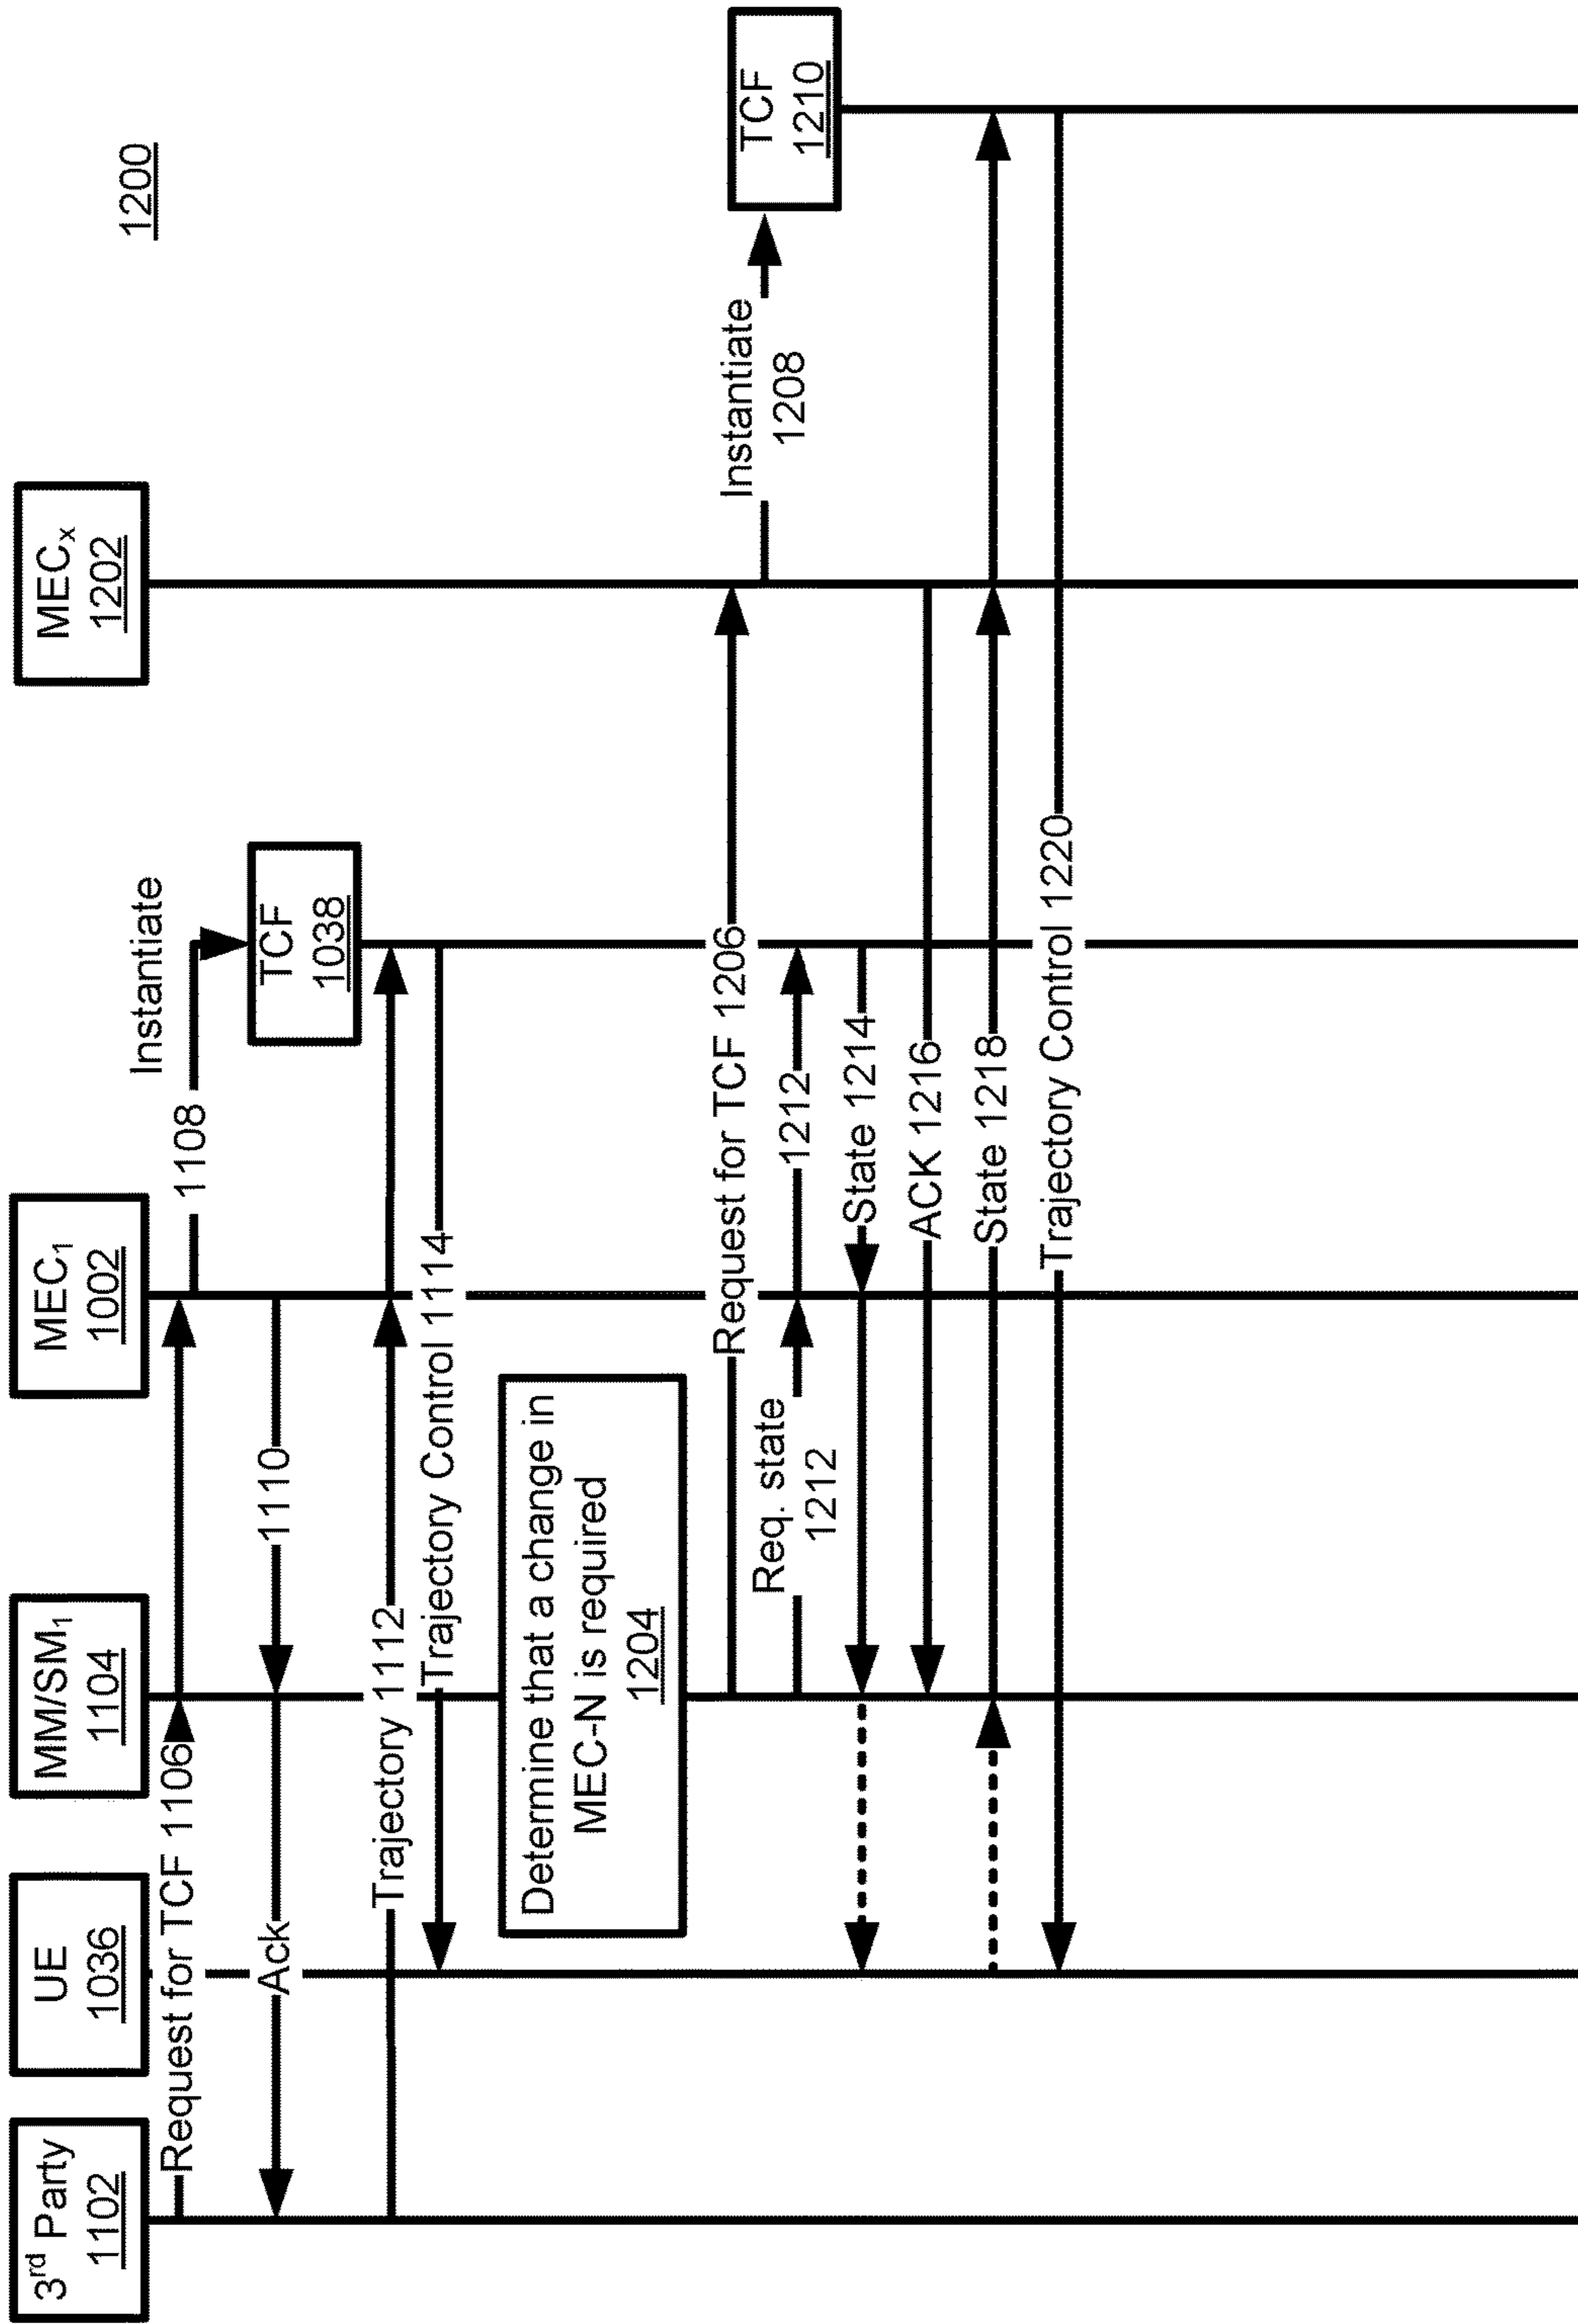 1200
3rd Party
1102
UE
1036
MM/SM1
1104
MEC1
1002
MECx
1202
Request for TCF 1106
1108
Instantiate
TCF
1038
1110
Ack
Trajectory 1112
Trajectory Control 1114
Determine that a change in
MEC-N is required
1204
Request for TCF 1206
Instantiate
1208
TCF
1210
Req. state
1212
1212
State 1214
ACK 1216
State 1218
Trajectory Control 1220